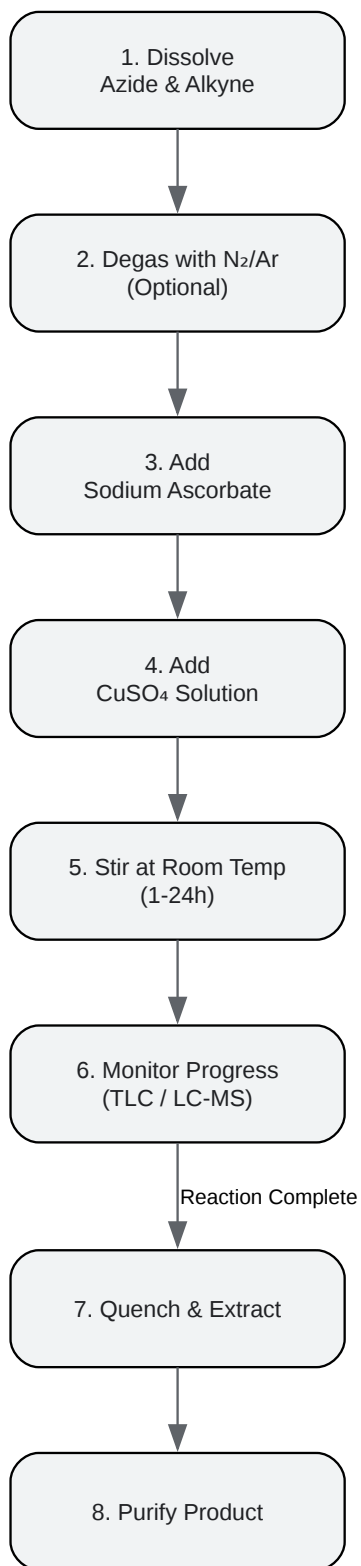 1. Dissolve
Azide & Alkyne
2. Degas with N₂/Ar
(Optional)
3. Add
Sodium Ascorbate
4. Add
CuSO₄ Solution
5. Stir at Room Temp
(1-24h)
6. Monitor Progress
(TLC / LC-MS)
Reaction Complete
7. Quench & Extract
8. Purify Product